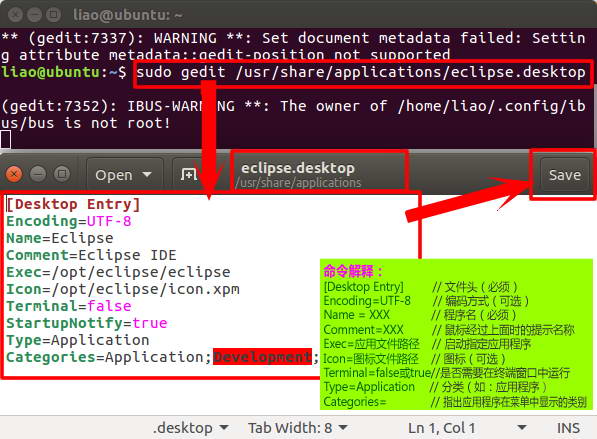 liao@ubuntu: ~
** (gedit:7337): WARNING **: Set document metadata failed: Settin
g attribute metadata::gedit-position not supported
liao@ubuntu:~$ sudo gedit /usr/share/applications/eclipse.desktop
(gedit:7352): IBUS-WARNING **: The owner of /home/liao/.config/ib
us/bus is not root!
Open
eclipse.desktop
/usr/share/applications
Save
[Desktop Entry]
Encoding=UTF-8
Name=Eclipse
Comment=Eclipse IDE
Exec=/opt/eclipse/eclipse
Icon=/opt/eclipse/icon.xpm
Terminal=false
StartupNotify=true
Type=Application
Categories=Application;Development;
命令解释：
[Desktop Entry] // 文件头（必须）
Encoding=UTF-8 // 编码方式（可选）
Name = XXX // 程序名（必须）
Comment=XXX // 鼠标经过上面时的提示名称
Exec=应用文件路径 // 启动指定应用程序
Icon=图标文件路径 // 图标（可选）
Terminal=false或true//是否需要在终端窗口中运行
Type=Application // 分类（如：应用程序）
Categories= // 指出应用程序在菜单中显示的类别
.desktop Tab Width: 8 Ln 1, Col 1 INS